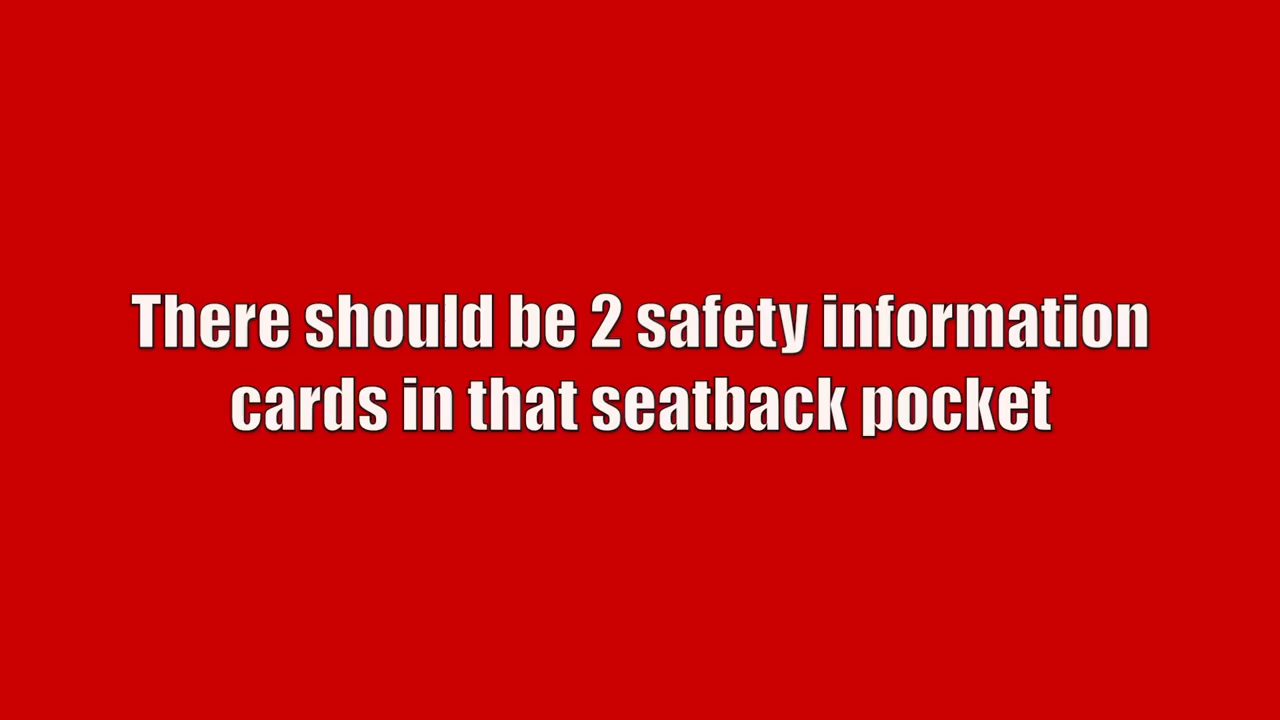 There should be 2 safety information
cards in that seatback pocket